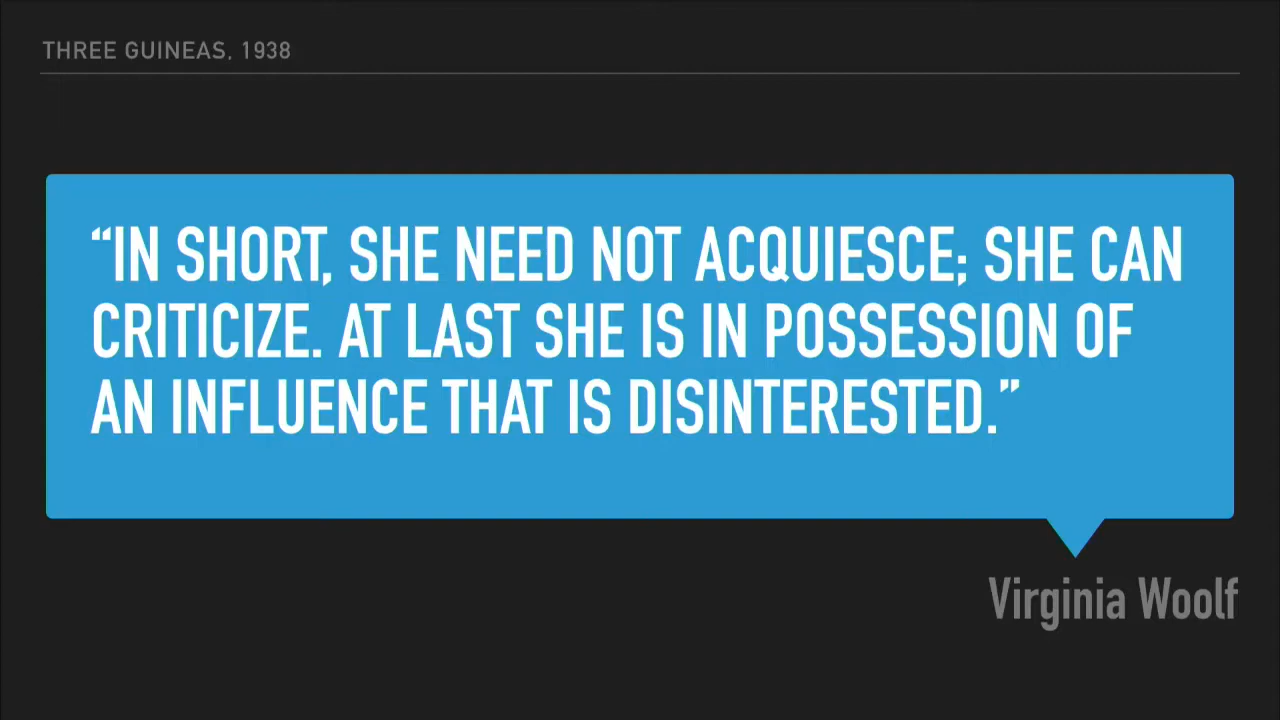 THREE GUINEAS, 1938
“IN SHORT, SHE NEED NOT ACQUIESCE; SHE CAN
CRITICIZE. AT LAST SHE IS IN POSSESSION OF
AN INFLUENCE THAT IS DISINTERESTED.”
Virginia Woolf